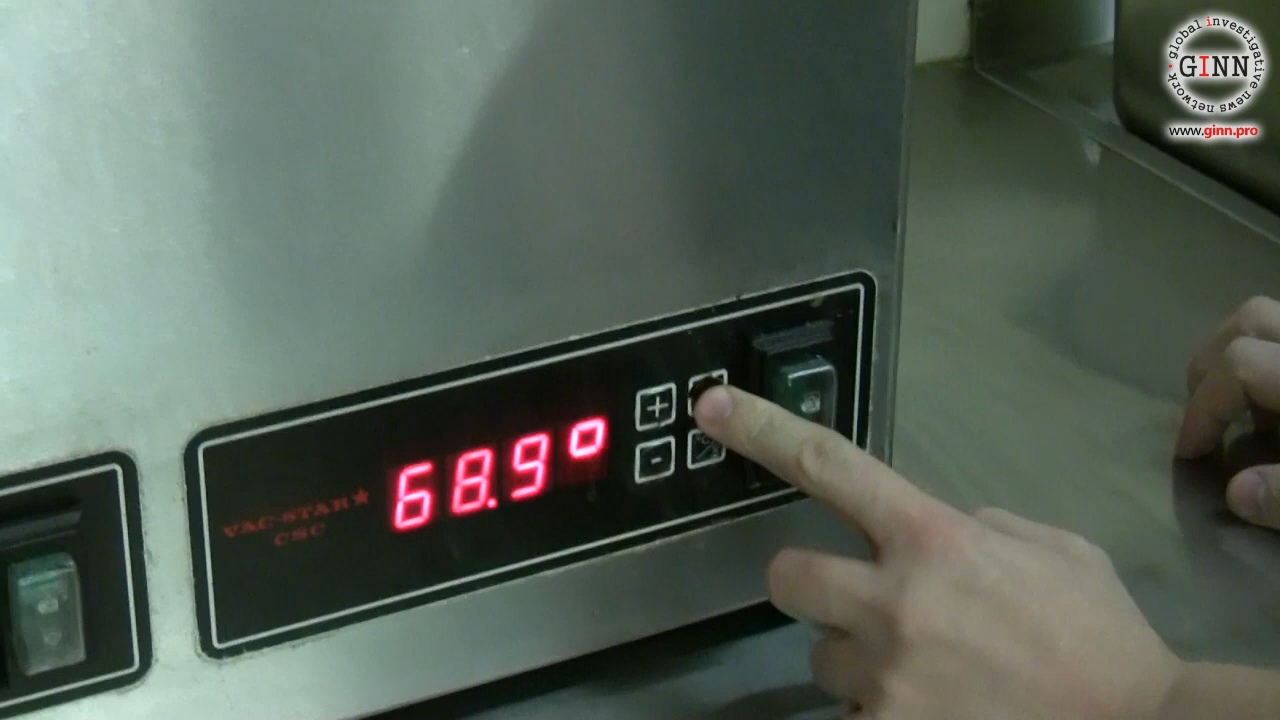 global investigative news network
GINN
www.ginn.pro
VAC-STAR
CSC
68.9°
+
-